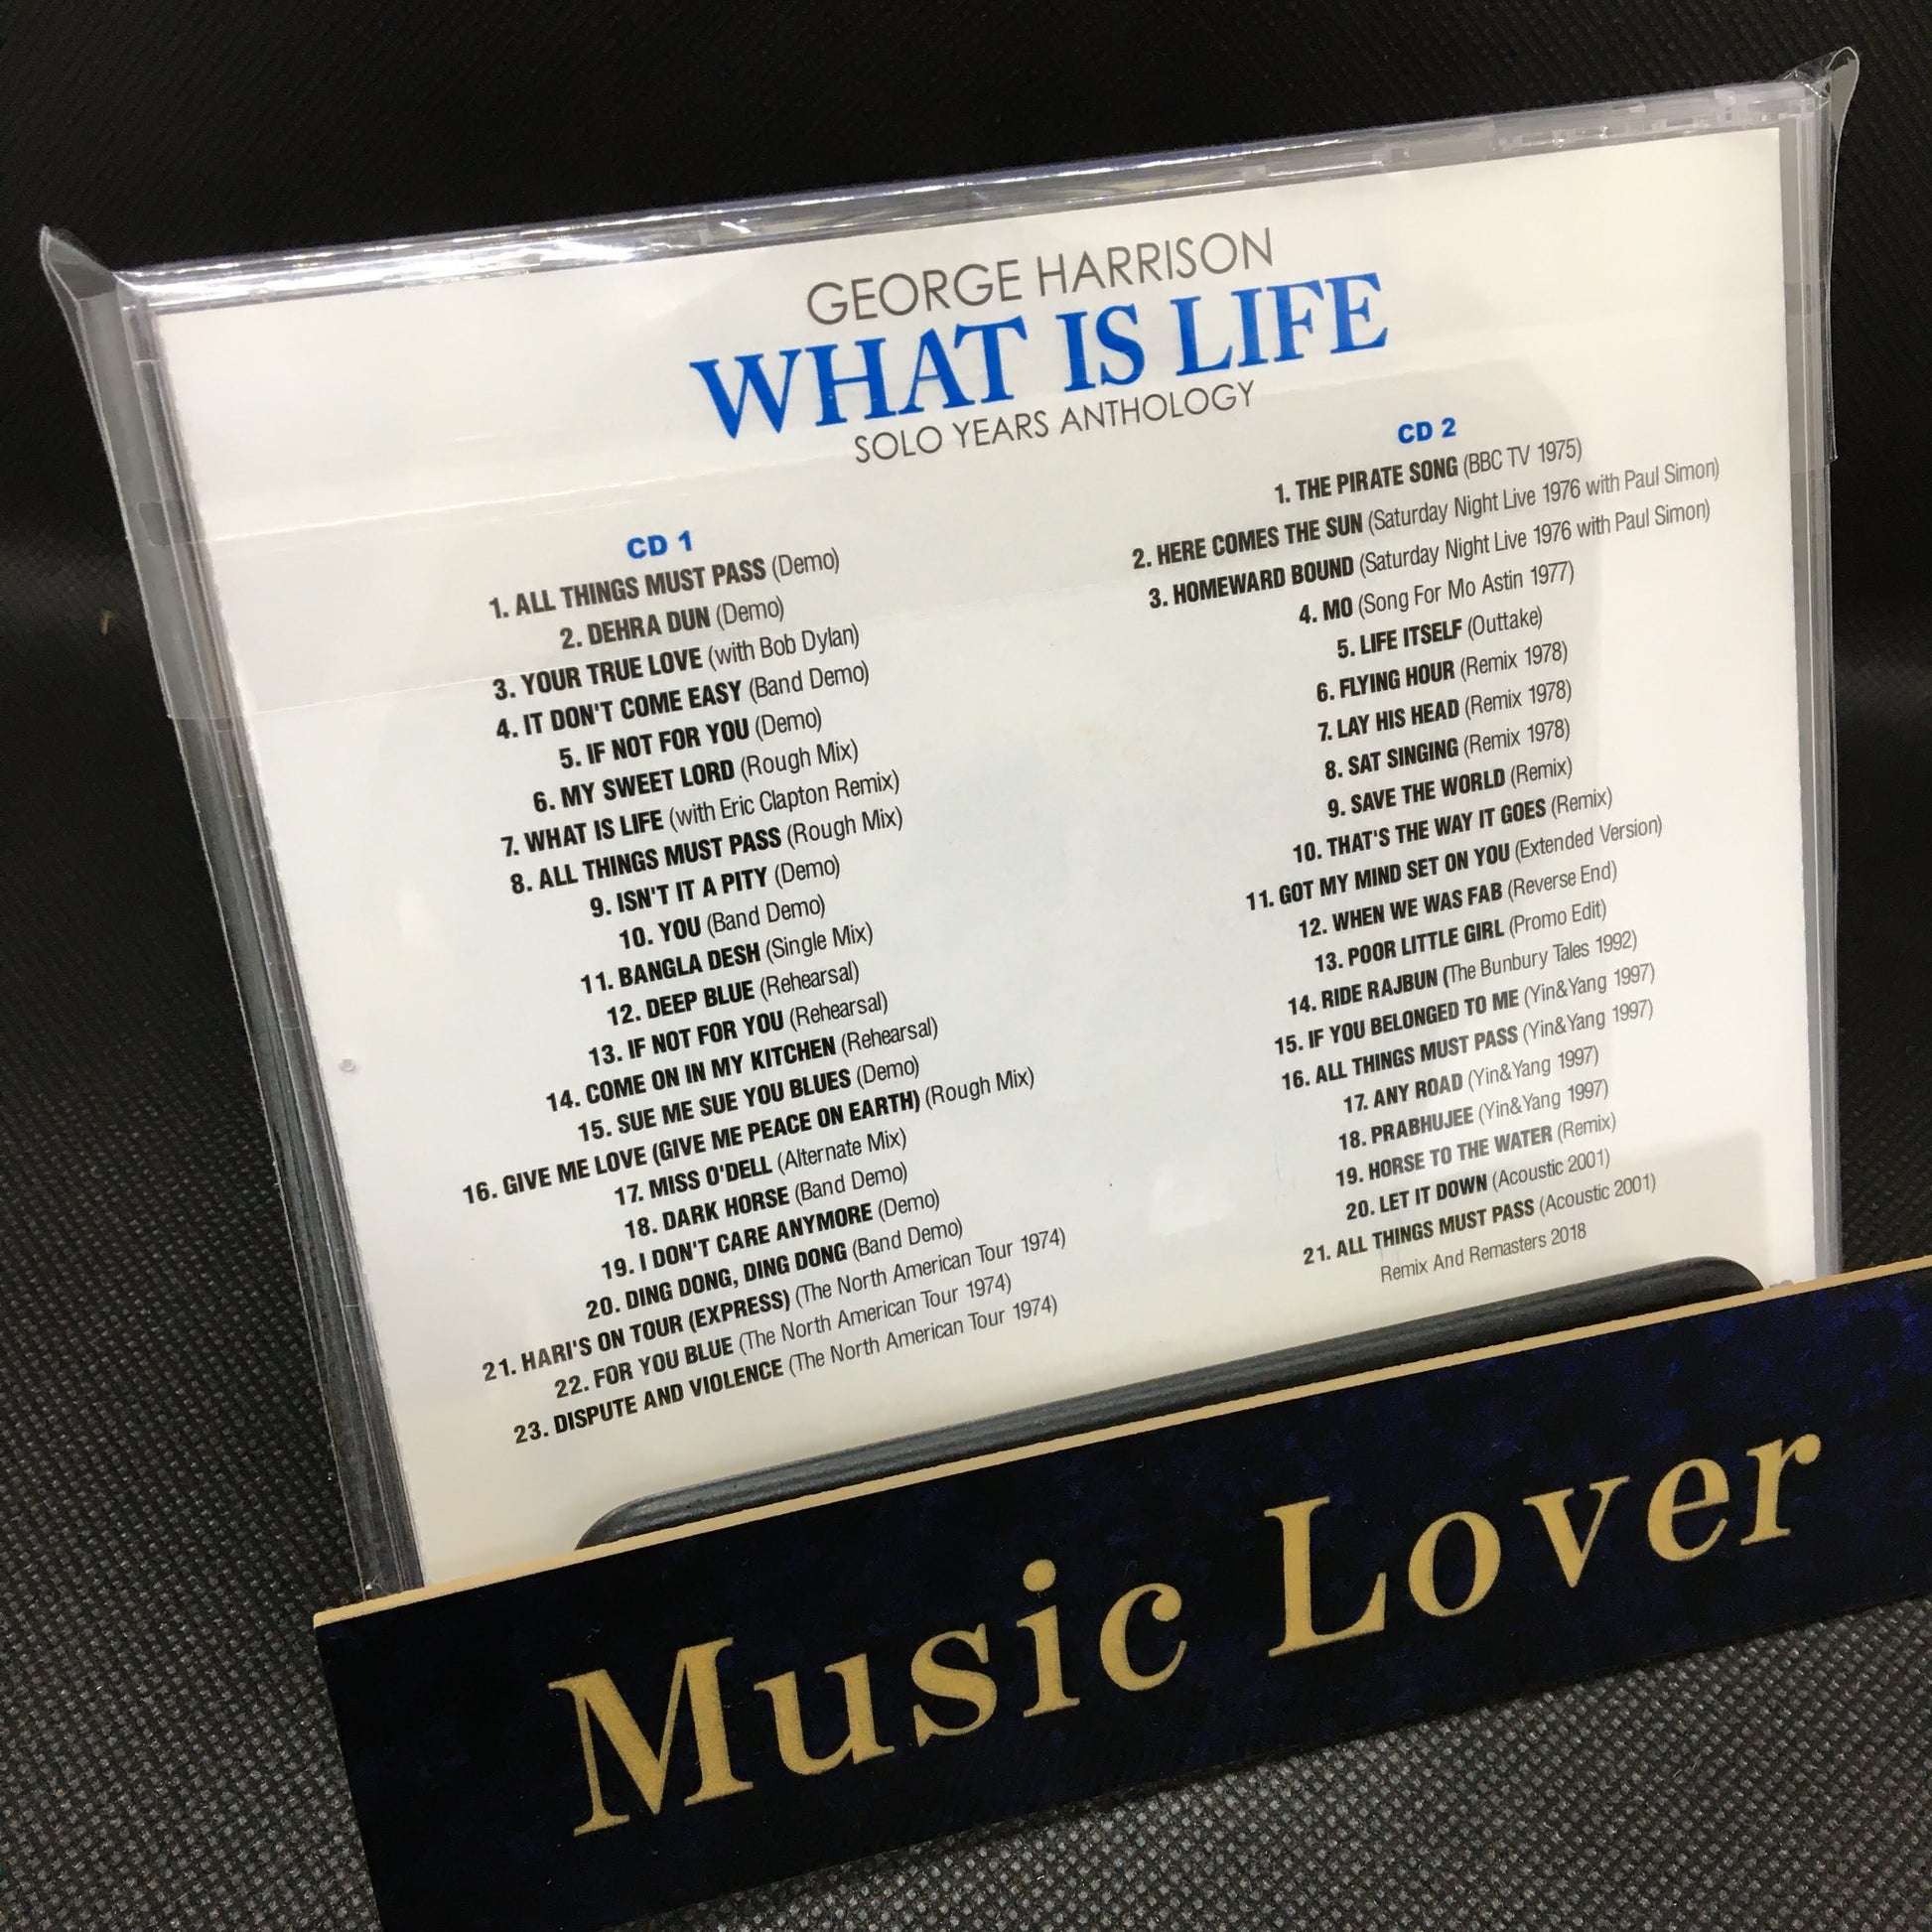 GEORGE HARRISON
WHAT IS LIFE
SOLO YEARS ANTHOLOGY
CD 1
1. ALL THINGS MUST PASS (Demo)
2. DEHRA DUN (Demo)
3. YOUR TRUE LOVE (with Bob Dylan)
4. IT DON'T COME EASY (Band Demo)
5. IF NOT FOR YOU (Demo)
6. MY SWEET LORD (Rough Mix)
7. WHAT IS LIFE (with Eric Clapton Remix)
8. ALL THINGS MUST PASS (Rough Mix)
9. ISN'T IT A PITY (Demo)
10. YOU (Band Demo)
11. BANGLA DESH (Single Mix)
12. DEEP BLUE (Rehearsal)
13. IF NOT FOR YOU (Rehearsal)
14. COME ON IN MY KITCHEN (Rehearsal)
15. SUE ME SUE YOU BLUES (Demo)
16. GIVE ME LOVE (GIVE ME PEACE ON EARTH) (Rough Mix)
17. MISS O'DELL (Alternate Mix)
18. DARK HORSE (Band Demo)
19. I DON'T CARE ANYMORE (Demo)
20. DING DONG, DING DONG (Band Demo)
21. HARI'S ON TOUR (EXPRESS) (The North American Tour 1974)
22. FOR YOU BLUE (The North American Tour 1974)
23. DISPUTE AND VIOLENCE (The North American Tour 1974)
CD 2
1. THE PIRATE SONG (BBC TV 1975)
2. HERE COMES THE SUN (Saturday Night Live 1976 with Paul Simon)
3. HOMEWARD BOUND (Saturday Night Live 1976 with Paul Simon)
4. MO (Song For Mo Astin 1977)
5. LIFE ITSELF (Outtake)
6. FLYING HOUR (Remix 1978)
7. LAY HIS HEAD (Remix 1978)
8. SAT SINGING (Remix 1978)
9. SAVE THE WORLD (Remix)
10. THAT'S THE WAY IT GOES (Remix)
11. GOT MY MIND SET ON YOU (Extended Version)
12. WHEN WE WAS FAB (Reverse End)
13. POOR LITTLE GIRL (Promo Edit)
14. RIDE RAJBUN (The Bunbury Tales 1992)
15. IF YOU BELONGED TO ME (Yin&Yang 1997)
16. ALL THINGS MUST PASS (Yin&Yang 1997)
17. ANY ROAD (Yin&Yang 1997)
18. PRABHUJEE (Yin&Yang 1997)
19. HORSE TO THE WATER (Remix)
20. LET IT DOWN (Acoustic 2001)
21. ALL THINGS MUST PASS (Acoustic 2001)
Remix And Remasters 2018
Music Lover